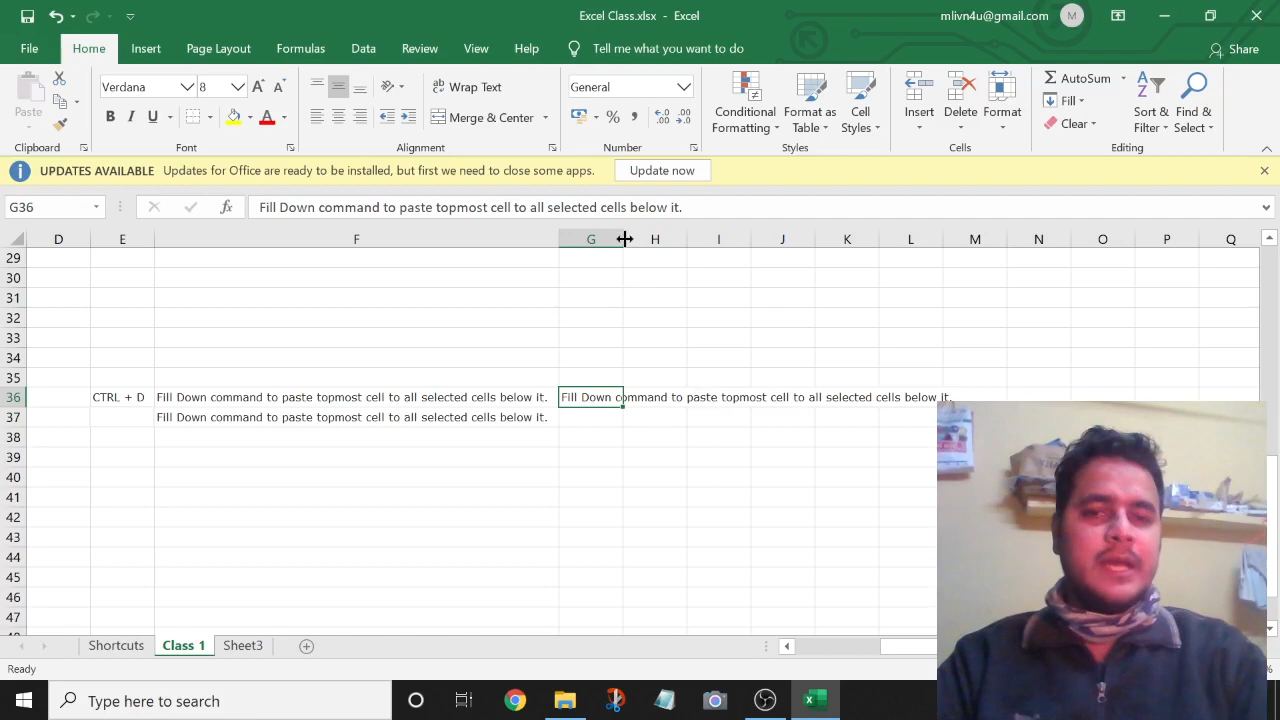 Excel Class.xlsx - Excel
mlivn4u@gmail.com
M
File Home Insert Page Layout Formulas Data Review View Help Tell me what you want to do Share
Paste
Verdana 8
B I U A
Wrap Text
Merge & Center
General
% ,
Conditional Formatting
Format as Table
Cell Styles
Insert
Delete
Format
AutoSum
Fill
Clear
Sort & Filter
Find & Select
Clipboard Font Alignment Number Styles Cells Editing
UPDATES AVAILABLE Updates for Office are ready to be installed, but first we need to close some apps. Update now
G36 fx Fill Down command to paste topmost cell to all selected cells below it.
D E F G H I J K L M N O P Q
29
30
31
32
33
34
35
36 CTRL + D Fill Down command to paste topmost cell to all selected cells below it. Fill Down command to paste topmost cell to all selected cells below it.
37 Fill Down command to paste topmost cell to all selected cells below it.
38
39
40
41
42
43
44
45
46
47
Shortcuts Class 1 Sheet3
Ready
Type here to search